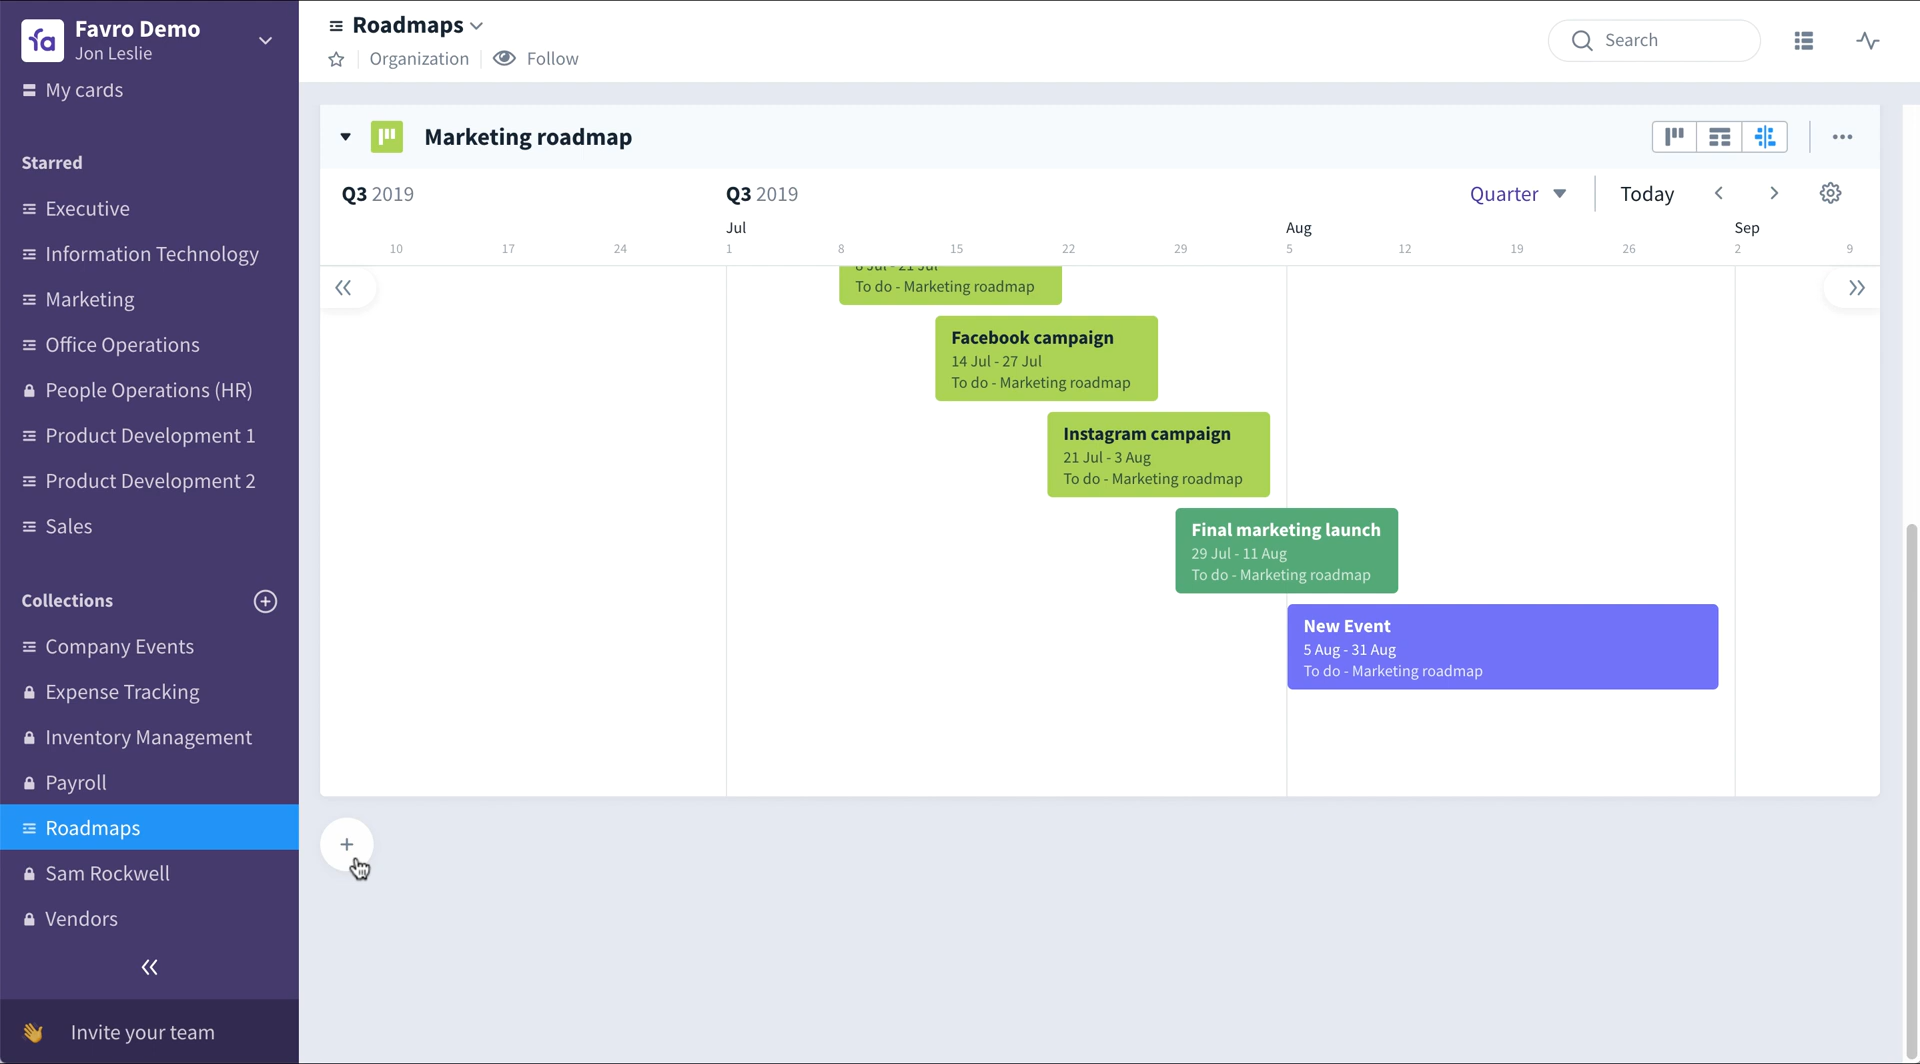 Favro Demo
Jon Leslie
My cards
Starred
Executive
Information Technology
Marketing
Office Operations
People Operations (HR)
Product Development 1
Product Development 2
Sales
Collections
Company Events
Expense Tracking
Inventory Management
Payroll
Roadmaps
Sam Rockwell
Vendors
Invite your team
Roadmaps
Organization
Follow
Search
Marketing roadmap
Q3 2019
Q3 2019
Quarter
Today
Jul
Aug
Sep
10 17 24 1 8 15 22 29 5 12 19 26 2 9
8 Jul - 21 Jul
To do - Marketing roadmap
Facebook campaign
14 Jul - 27 Jul
To do - Marketing roadmap
Instagram campaign
21 Jul - 3 Aug
To do - Marketing roadmap
Final marketing launch
29 Jul - 11 Aug
To do - Marketing roadmap
New Event
5 Aug - 31 Aug
To do - Marketing roadmap